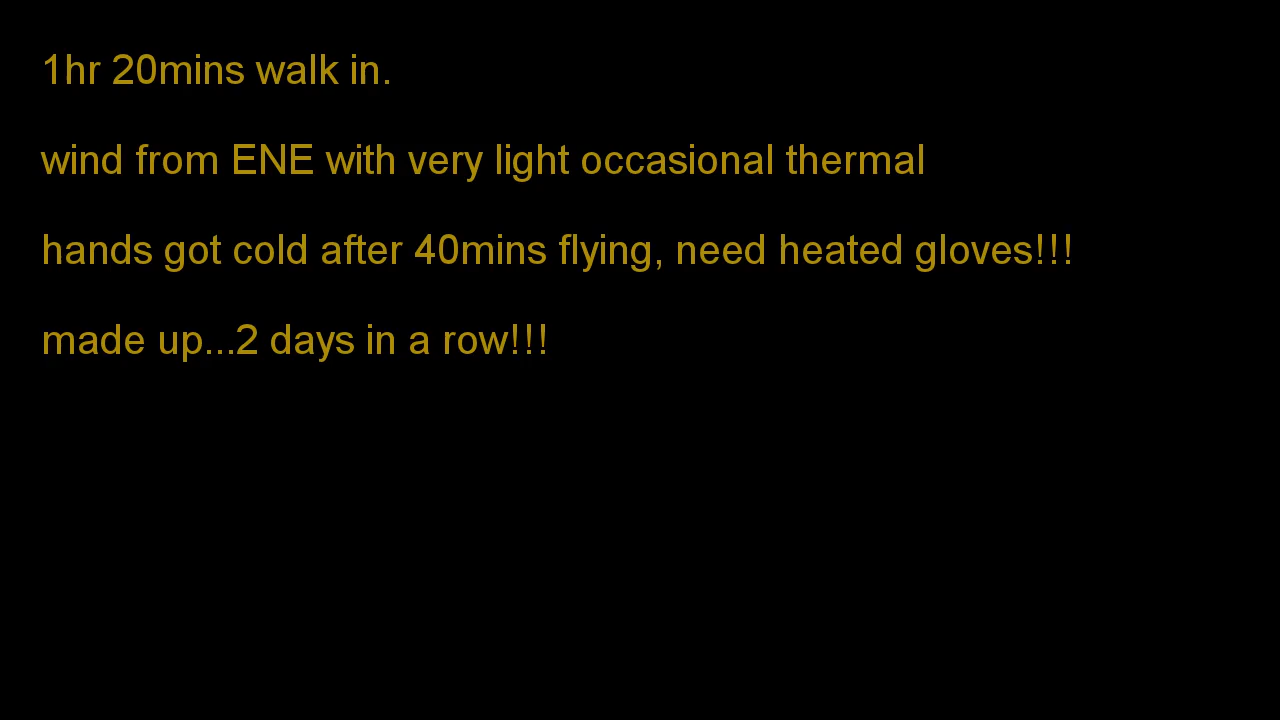 1hr 20mins walk in.
wind from ENE with very light occasional thermal
hands got cold after 40mins flying, need heated gloves!!!
made up...2 days in a row!!!